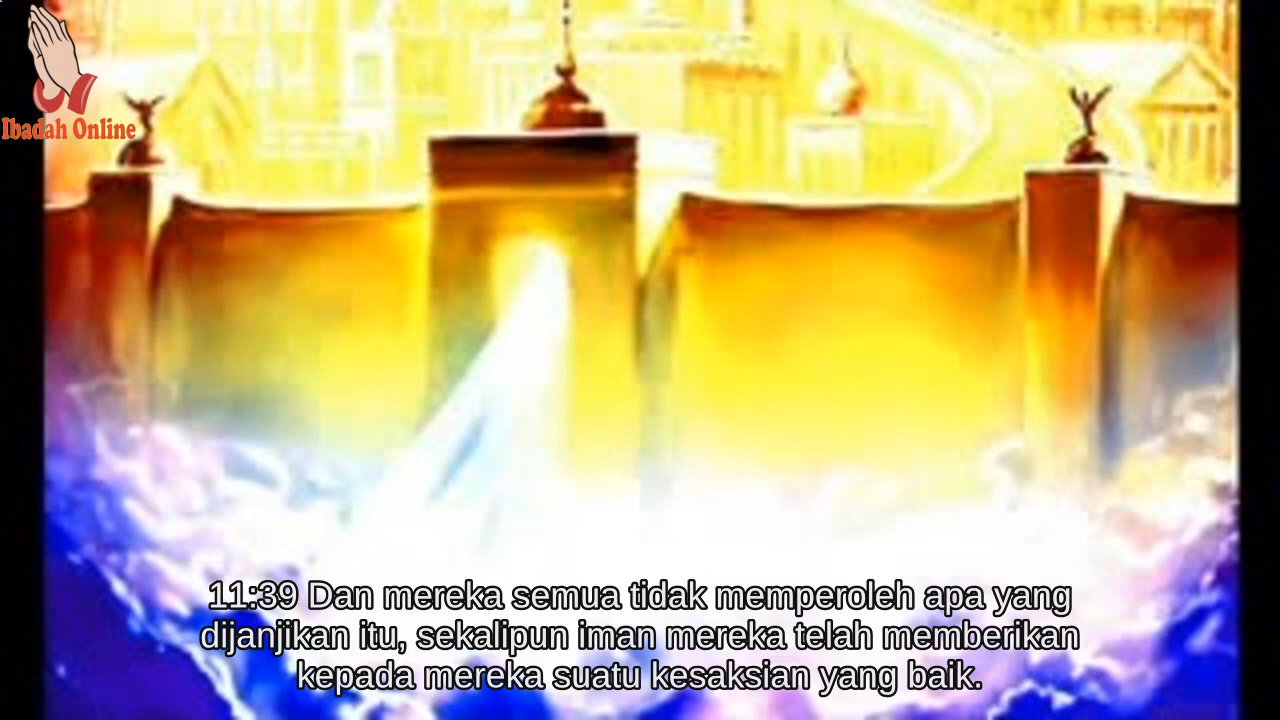 Ibadah Online
11:39 Dan mereka semua tidak memperoleh apa yang
dijanjikan itu, sekalipun iman mereka telah memberikan
kepada mereka suatu kesaksian yang baik.